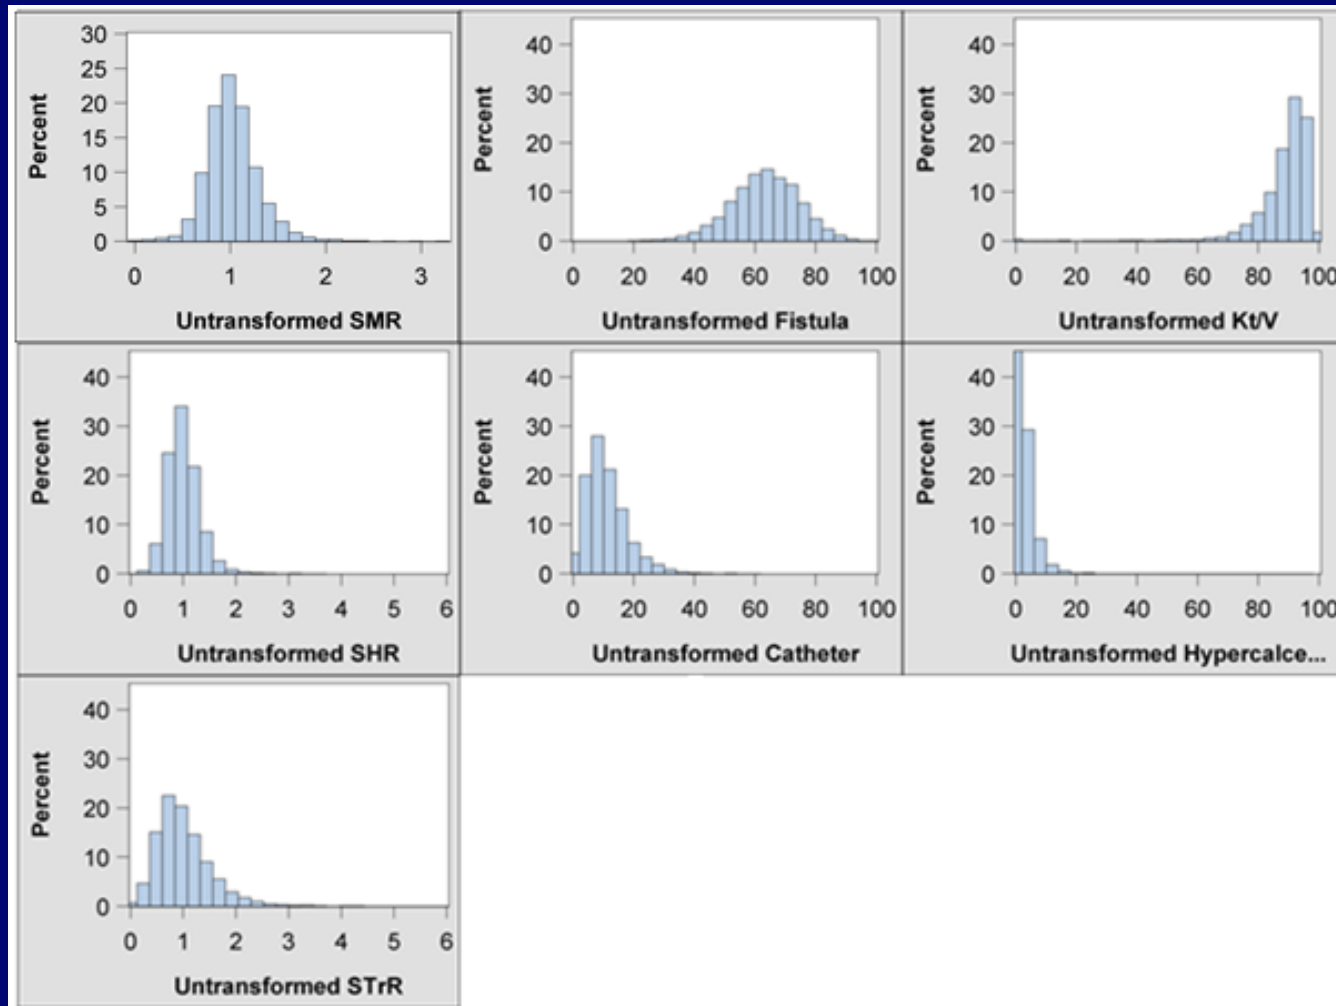 30
25
20
15
10
5
0
Percent
0 1 2 3
Untransformed SMR
40
30
20
10
0
Percent
0 20 40 60 80 100
Untransformed Fistula
40
30
20
10
0
Percent
0 20 40 60 80 100
Untransformed Kt/V
40
30
20
10
0
Percent
0 1 2 3 4 5 6
Untransformed SHR
40
30
20
10
0
Percent
0 20 40 60 80 100
Untransformed Catheter
40
30
20
10
0
Percent
0 20 40 60 80 100
Untransformed Hypercalce...
40
30
20
10
0
Percent
0 1 2 3 4 5 6
Untransformed STrR